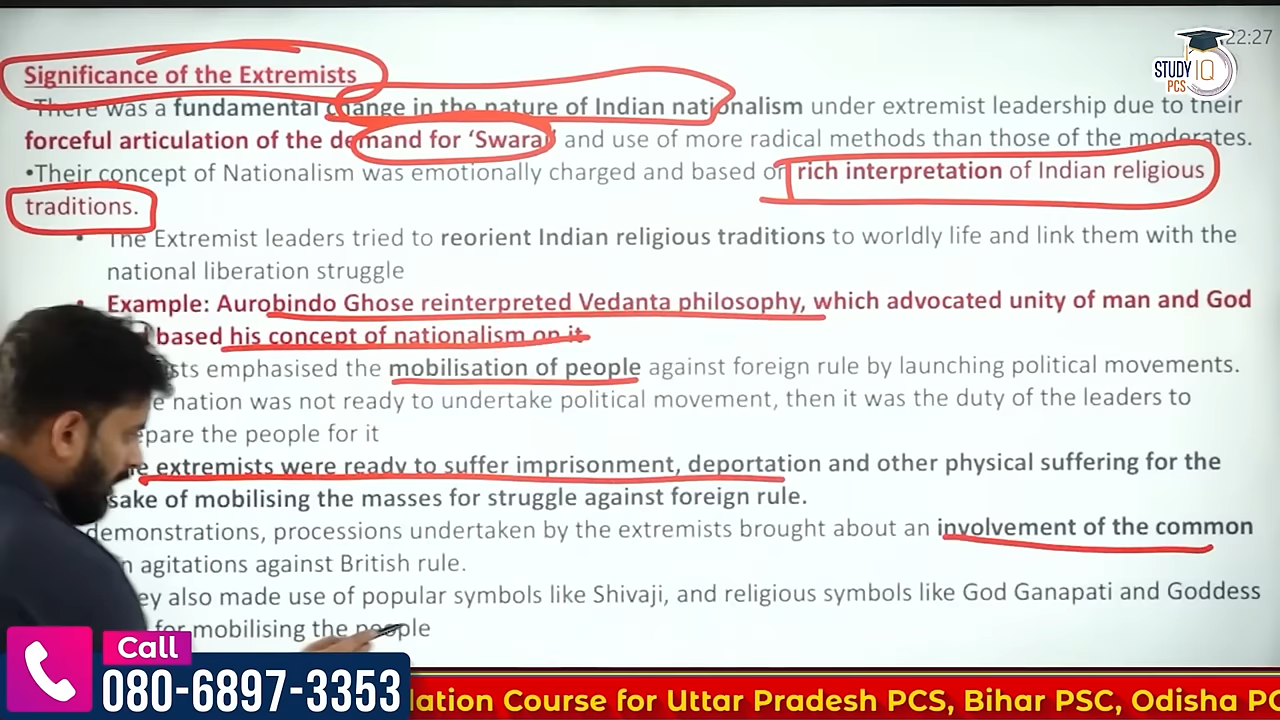 22:27
STUDY IQ
PCS
Significance of the Extremists
There was a fundamental change in the nature of Indian nationalism under extremist leadership due to their
forceful articulation of the demand for ‘Swaraj’ and use of more radical methods than those of the moderates.
•Their concept of Nationalism was emotionally charged and based on rich interpretation of Indian religious
traditions.
• The Extremist leaders tried to reorient Indian religious traditions to worldly life and link them with the
national liberation struggle
• Example: Aurobindo Ghose reinterpreted Vedanta philosophy, which advocated unity of man and God
based his concept of nationalism on it
emphasised the mobilisation of people against foreign rule by launching political movements.
nation was not ready to undertake political movement, then it was the duty of the leaders to
the people for it
extremists were ready to suffer imprisonment, deportation and other physical suffering for the
sake of mobilising the masses for struggle against foreign rule.
demonstrations, processions undertaken by the extremists brought about an involvement of the common
agitations against British rule.
also made use of popular symbols like Shivaji, and religious symbols like God Ganapati and Goddess
for mobilising the people
Call
080-6897-3353
Course for Uttar Pradesh PCS, Bihar PSC, Odisha